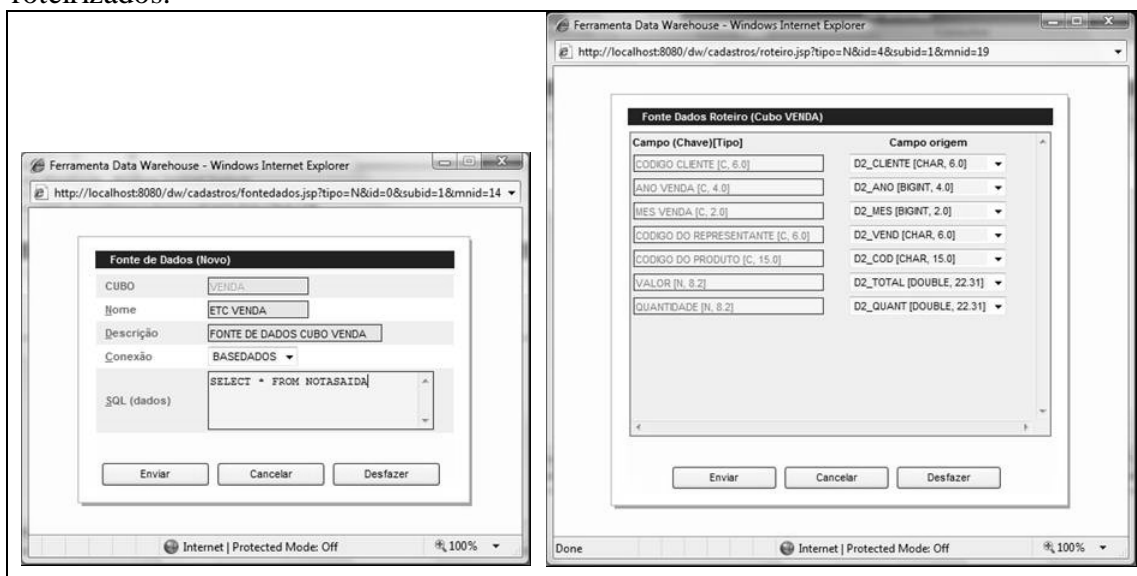 roteirizados.
Ferramenta Data Warehouse - Windows Internet Explorer
http://localhost:8080/dw/cadastros/fontedados.jsp?tipo=N&id=0&subid=1&mnid=14
Fonte de Dados (Novo)
CUBO VENDA
Nome ETC VENDA
Descrição FONTE DE DADOS CUBO VENDA
Conexão BASEDADOS
SQL (dados) SELECT * FROM NOTASAIDA
Enviar Cancelar Desfazer
Internet | Protected Mode: Off 100%
Ferramenta Data Warehouse - Windows Internet Explorer
http://localhost:8080/dw/cadastros/roteiro.jsp?tipo=N&id=4&subid=1&mnid=19
Fonte Dados Roteiro (Cubo VENDA)
Campo (Chave)[Tipo] Campo origem
CODIGO CLIENTE [C, 6.0] D2_CLIENTE [CHAR, 6.0]
ANO VENDA [C, 4.0] D2_ANO [BIGINT, 4.0]
MES VENDA [C, 2.0] D2_MES [BIGINT, 2.0]
CODIGO DO REPRESENTANTE [C, 6.0] D2_VEND [CHAR, 6.0]
CODIGO DO PRODUTO [C, 15.0] D2_COD [CHAR, 15.0]
VALOR [N, 8.2] D2_TOTAL [DOUBLE, 22.31]
QUANTIDADE [N, 8.2] D2_QUANT [DOUBLE, 22.31]
Enviar Cancelar Desfazer
Done Internet | Protected Mode: Off 100%